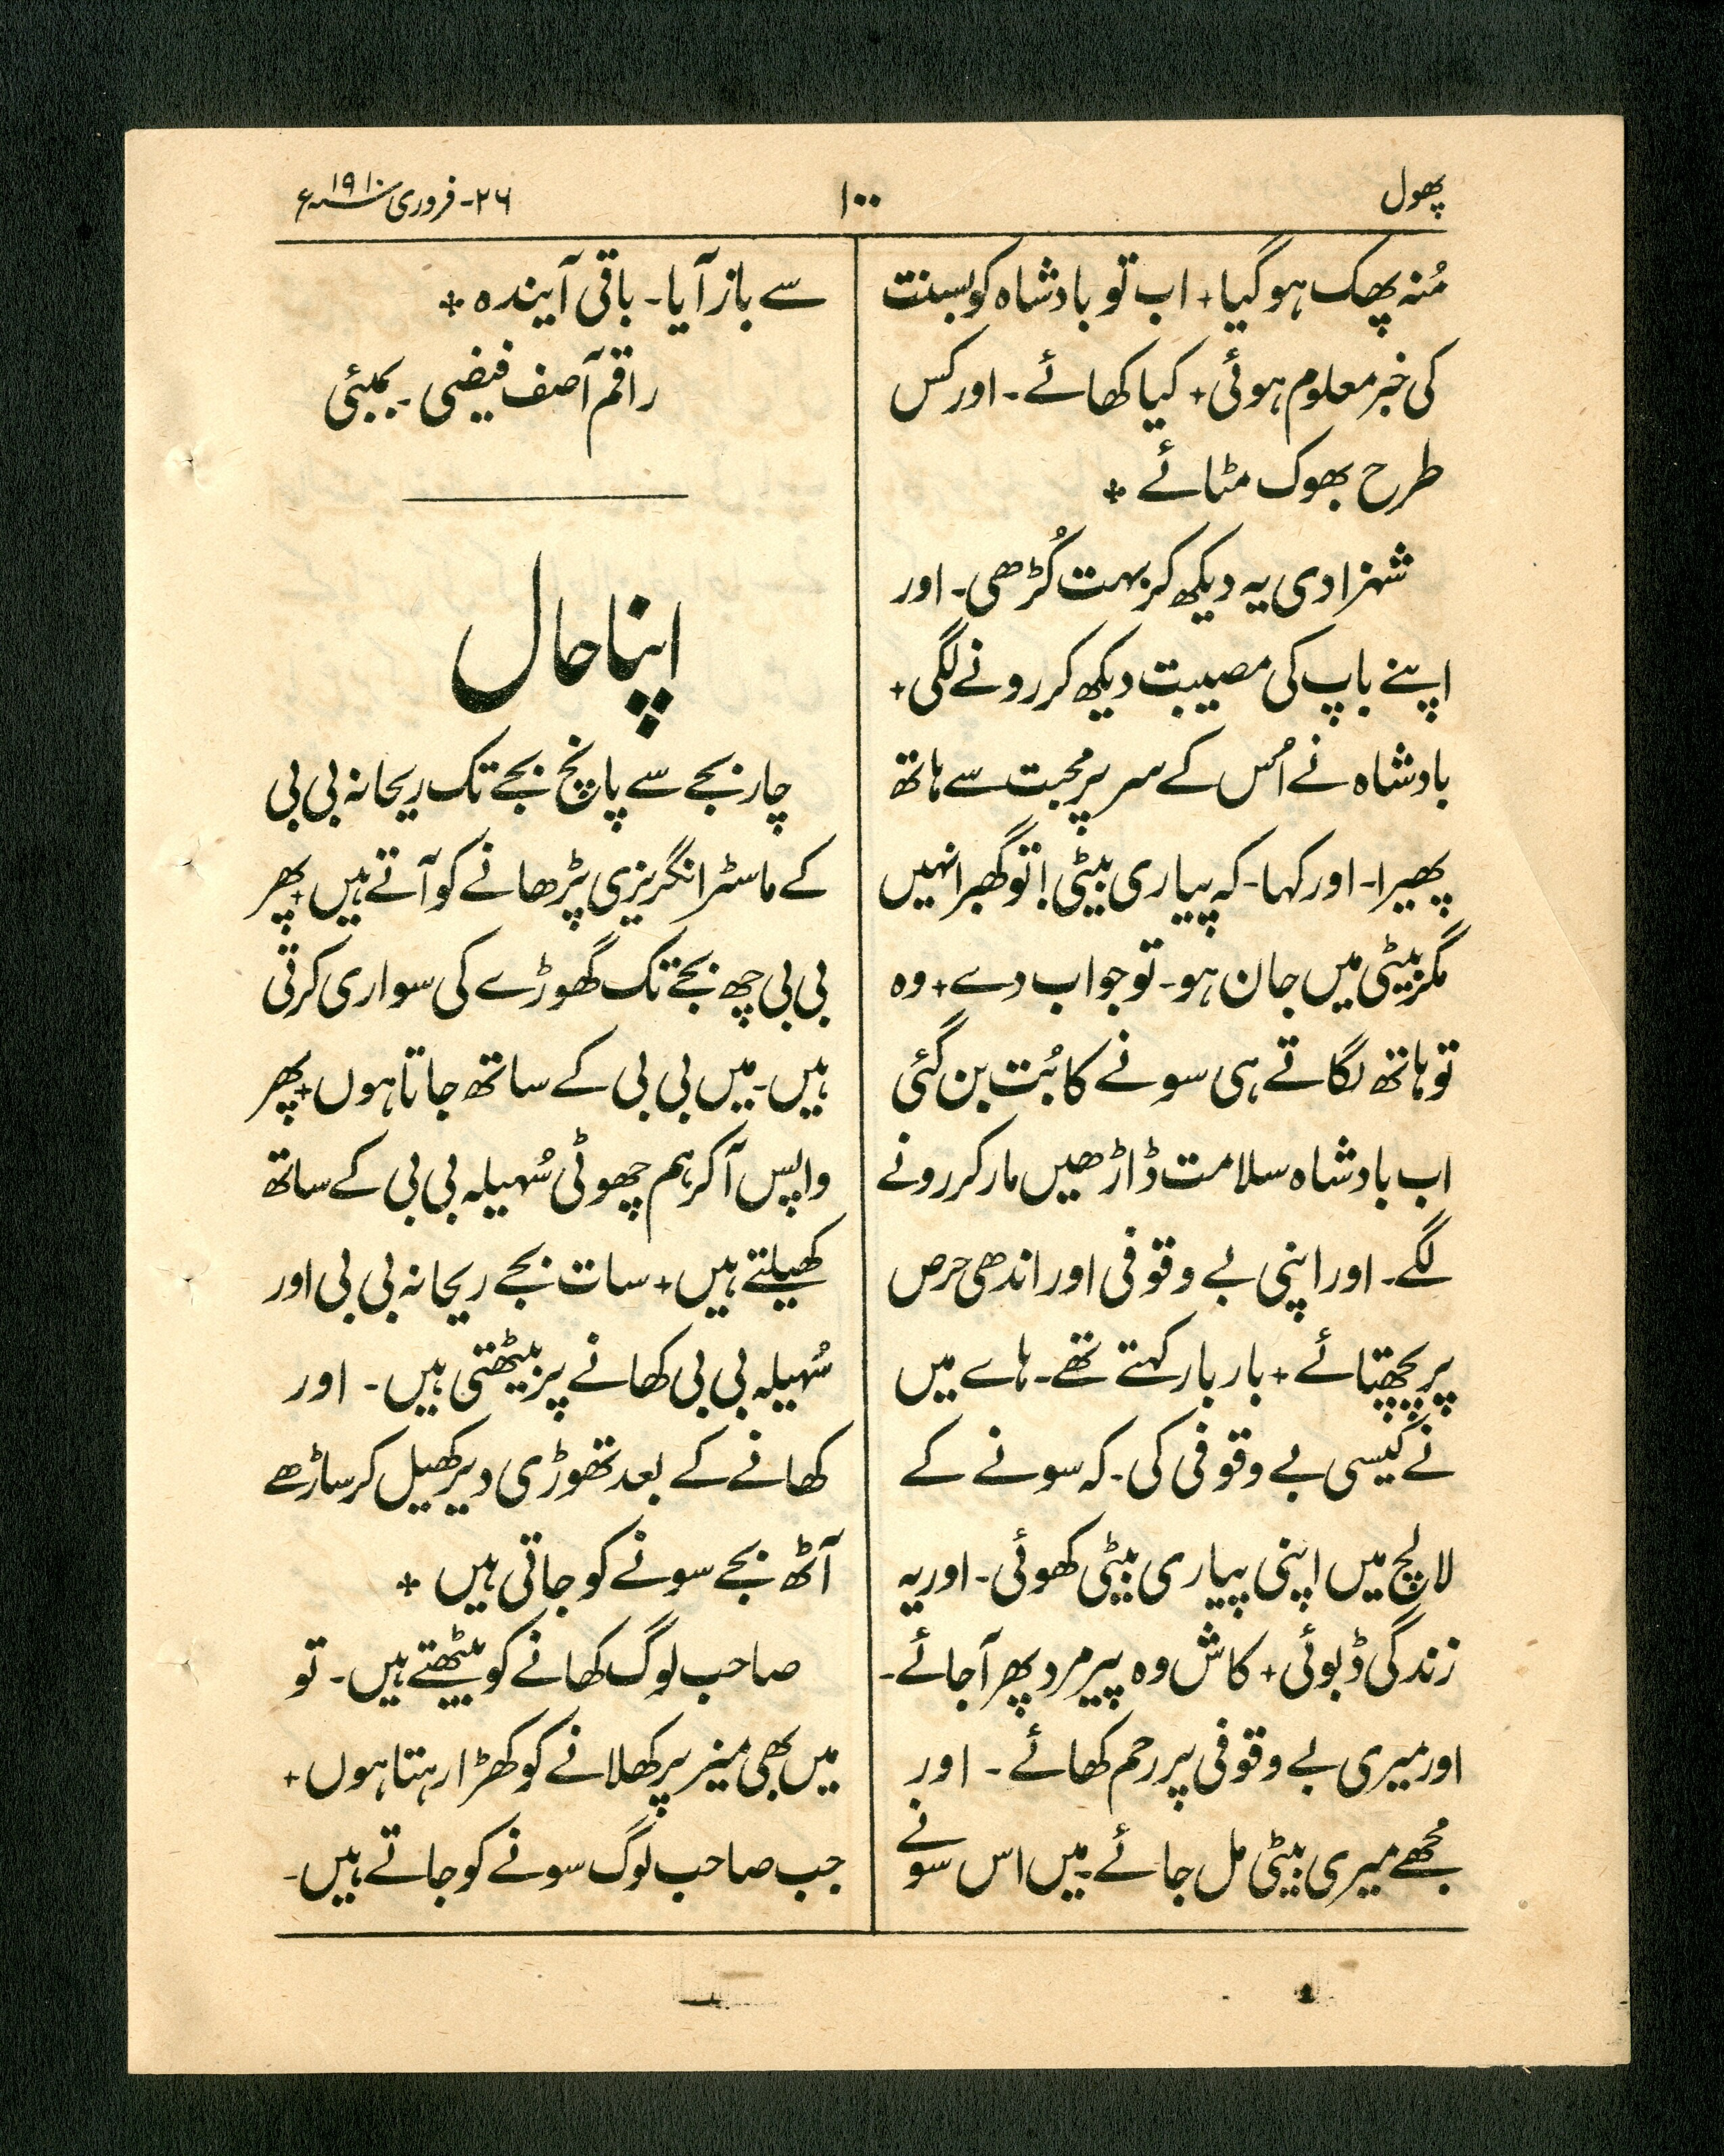 پھول
۱۰۰
۲۶-فروری سنہ ۱۹۱۰ء
مُنہ پھک ہوگیا+ اب تو بادشاہ کو بسنت
کی خبر معلوم ہوئی+ کیا کھائے۔ اور کس
طرح بھوک مٹائے ٭
شہزادی یہ دیکھ کر بہت کُڑھی۔ اور
اپنے باپ کی مصیبت دیکھ کر رونے لگی+
بادشاہ نے اُس کے سر پر محبت سے ہاتھ
پھیرا۔ اور کہا۔ کہ پیاری بیٹی! تو گھبرا نہیں
مگر بیٹی میں جان ہو۔ تو جواب دے+ وہ
تو ہاتھ لگاتے ہی سونے کا بُت بن گئی
اب بادشاہ سلامت ڈاڑھیں مار کر رونے
لگے۔ اور اپنی بے وقوفی اور اندھی حرص
پر پچھتائے+ بار بار کہتے تھے۔ ہاے میں
نے کیسی بے وقوفی کی۔ کہ سونے کے
لالچ میں اپنی پیاری بیٹی کھوئی۔ اور یہ
زندگی ڈبوئی+ کاش وہ پیر مرد پھر آجائے۔
اور میری بے وقوفی پر رحم کھائے۔ اور
مجھے میری بیٹی مل جائے۔ میں اس سونے
سے باز آیا۔ باقی آیندہ ٭
راقم آصف فیضی۔ بمبئی
اپنا حال
چار بجے سے پانچ بجے تک ریحانہ بی بی
کے ماسٹر انگریزی پڑھانے کو آتے ہیں+ پھر
بی بی چھ بجے تک گھوڑے کی سواری کرتی
ہیں۔ میں بی بی کے ساتھ جاتا ہوں+ پھر
واپس آکر ہم چھوٹی سُہیلہ بی بی کے ساتھ
کھیلتے ہیں+ سات بجے ریحانہ بی بی اور
سُہیلہ بی بی کھانے پر بیٹھتی ہیں۔ اور
کھانے کے بعد تھوڑی دیر کھیل کر ساڑھے
آٹھ بجے سونے کو جاتی ہیں ٭
صاحب لوگ کھانے کو بیٹھتے ہیں۔ تو
میں بھی میز پر کھلانے کو کھڑا رہتا ہوں+
جب صاحب لوگ سونے کو جاتے ہیں۔